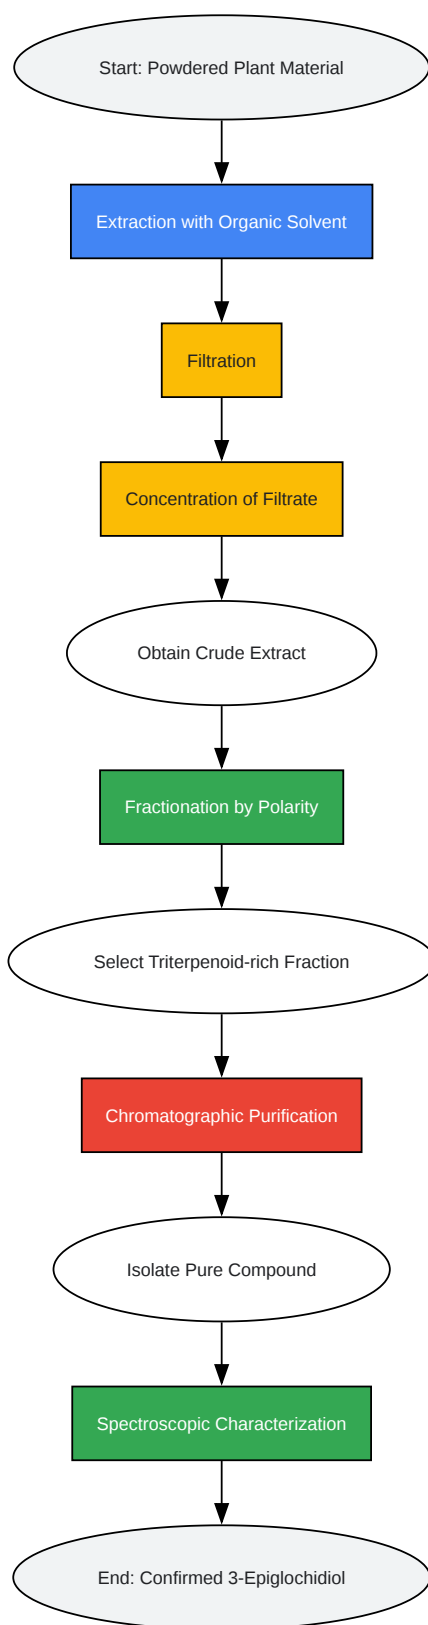 Start: Powdered Plant Material
Extraction with Organic Solvent
Filtration
Concentration of Filtrate
Obtain Crude Extract
Fractionation by Polarity
Select Triterpenoid-rich Fraction
Chromatographic Purification
Isolate Pure Compound
Spectroscopic Characterization
End: Confirmed 3-Epiglochidiol